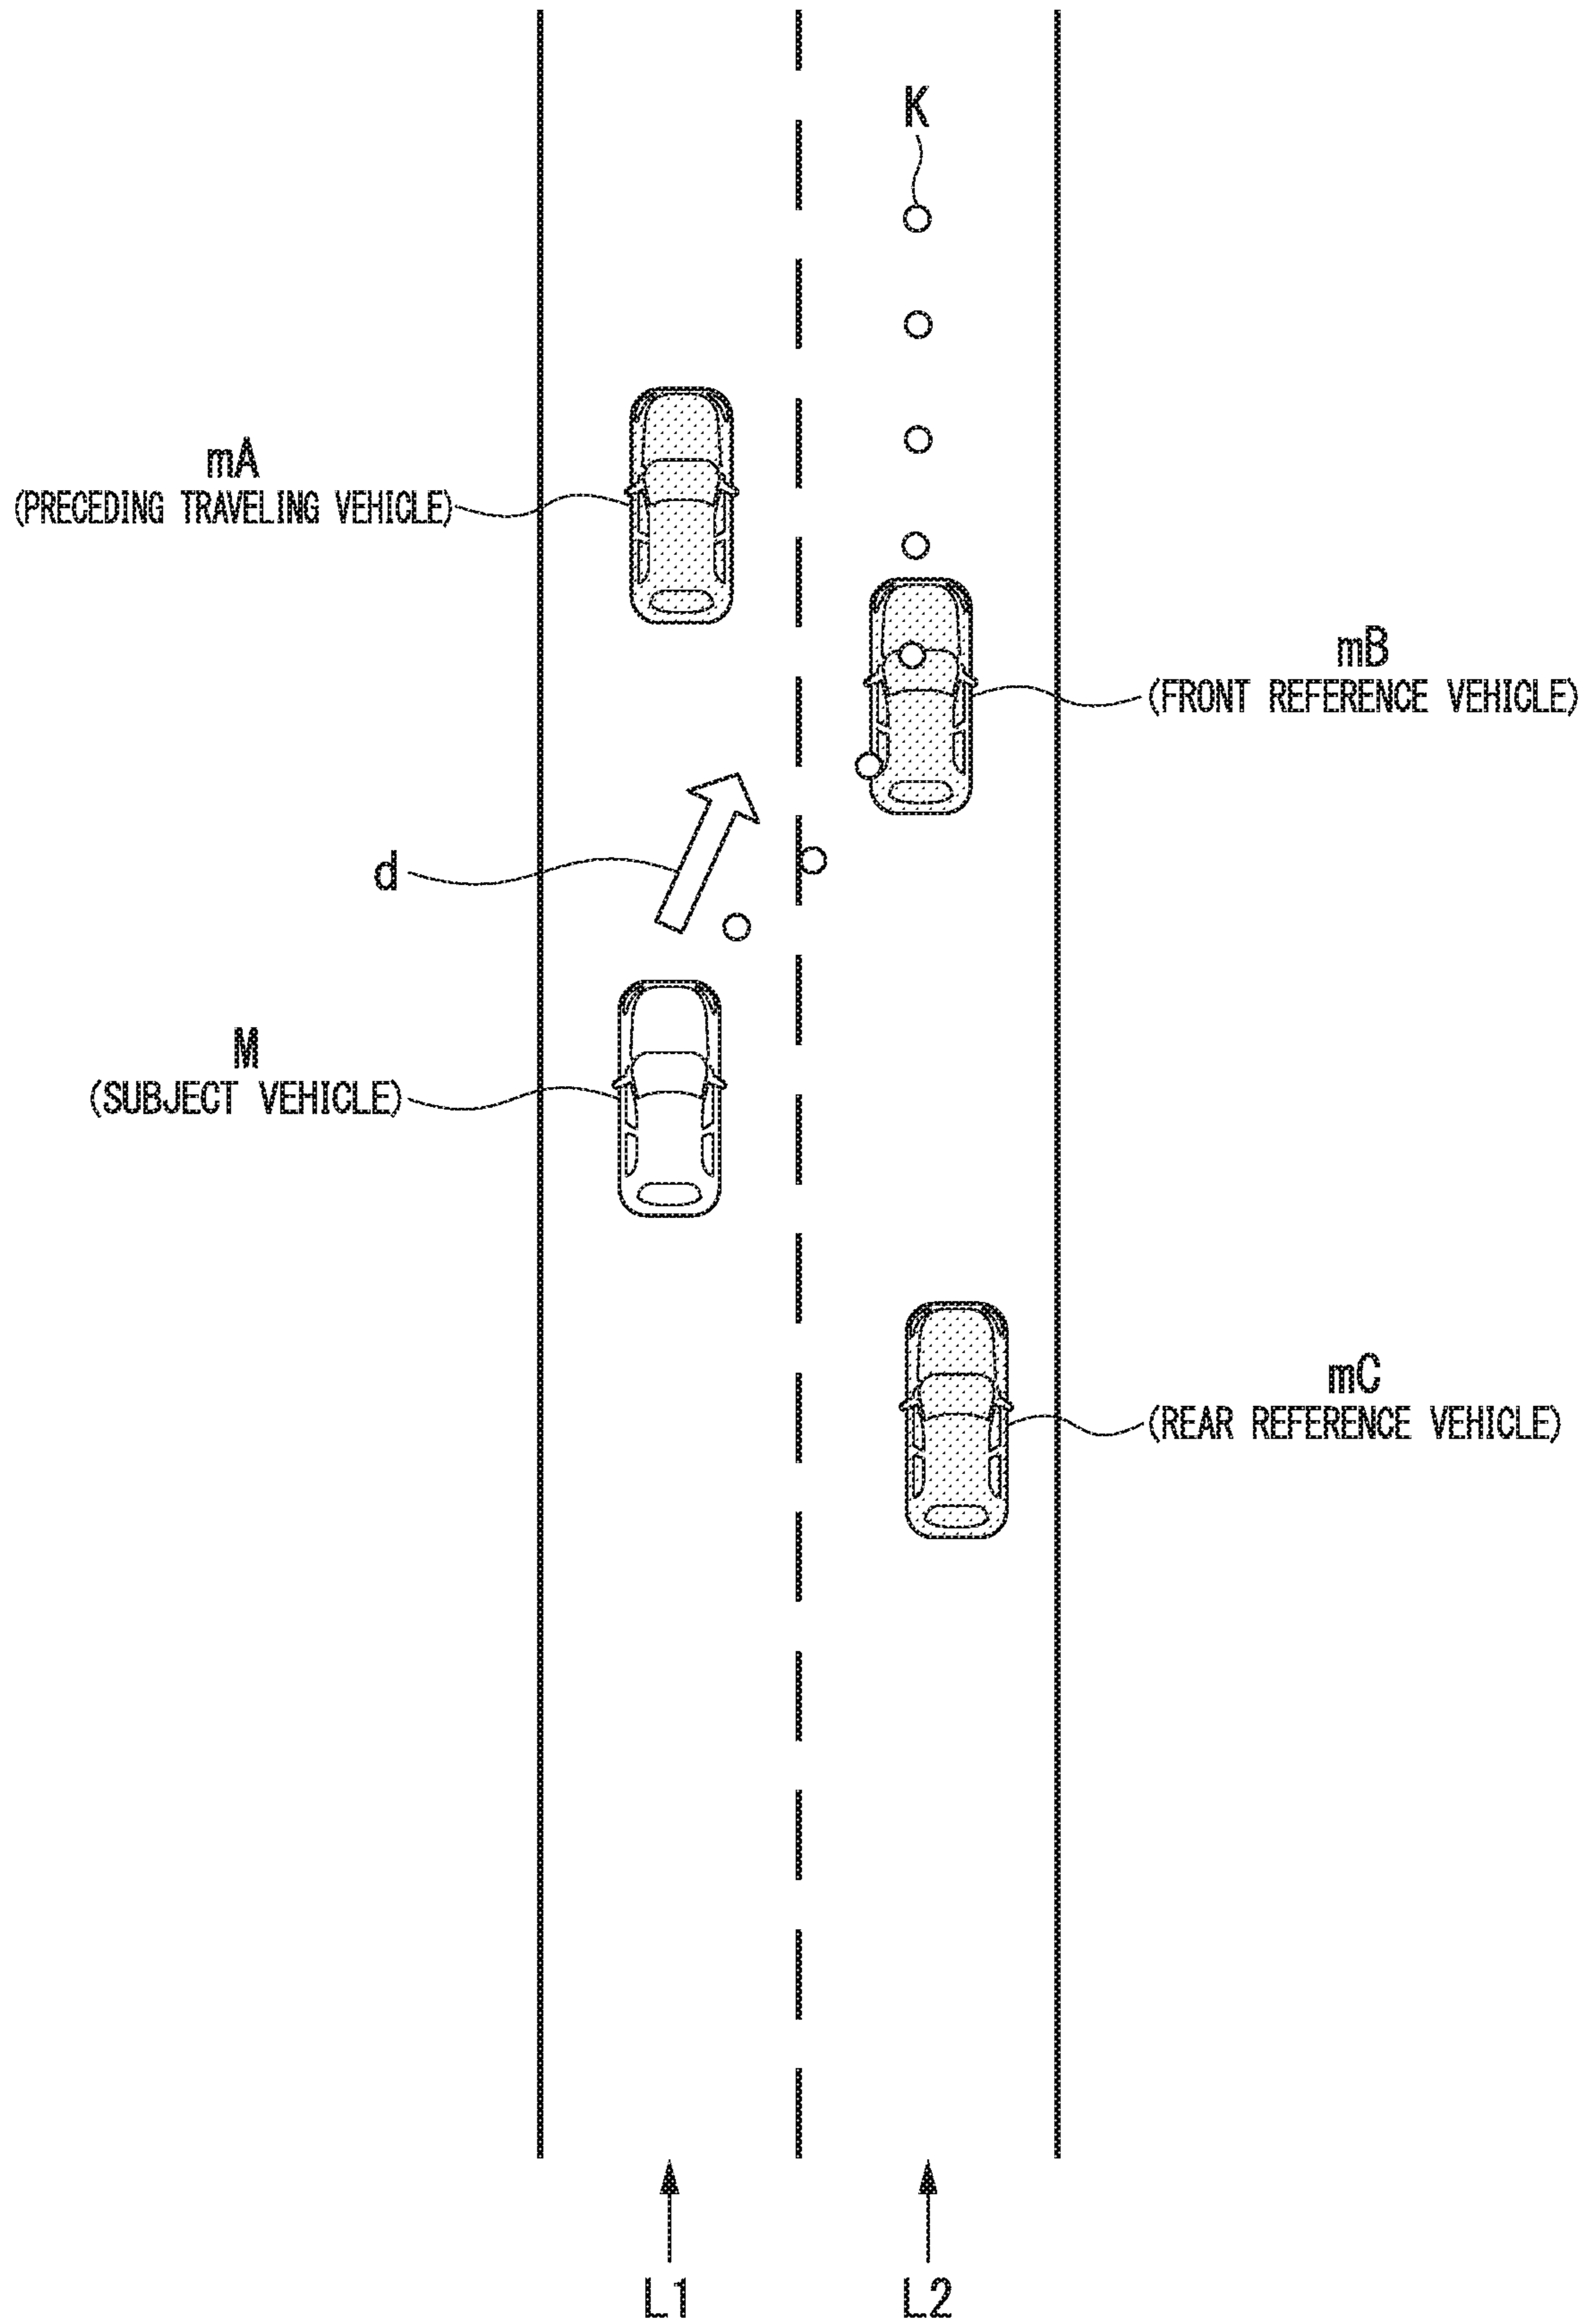 K
mA
(PRECEDING TRAVELING VEHICLE)
mB
(FRONT REFERENCE VEHICLE)
d
M
(SUBJECT VEHICLE)
mC
(REAR REFERENCE VEHICLE)
L1
L2